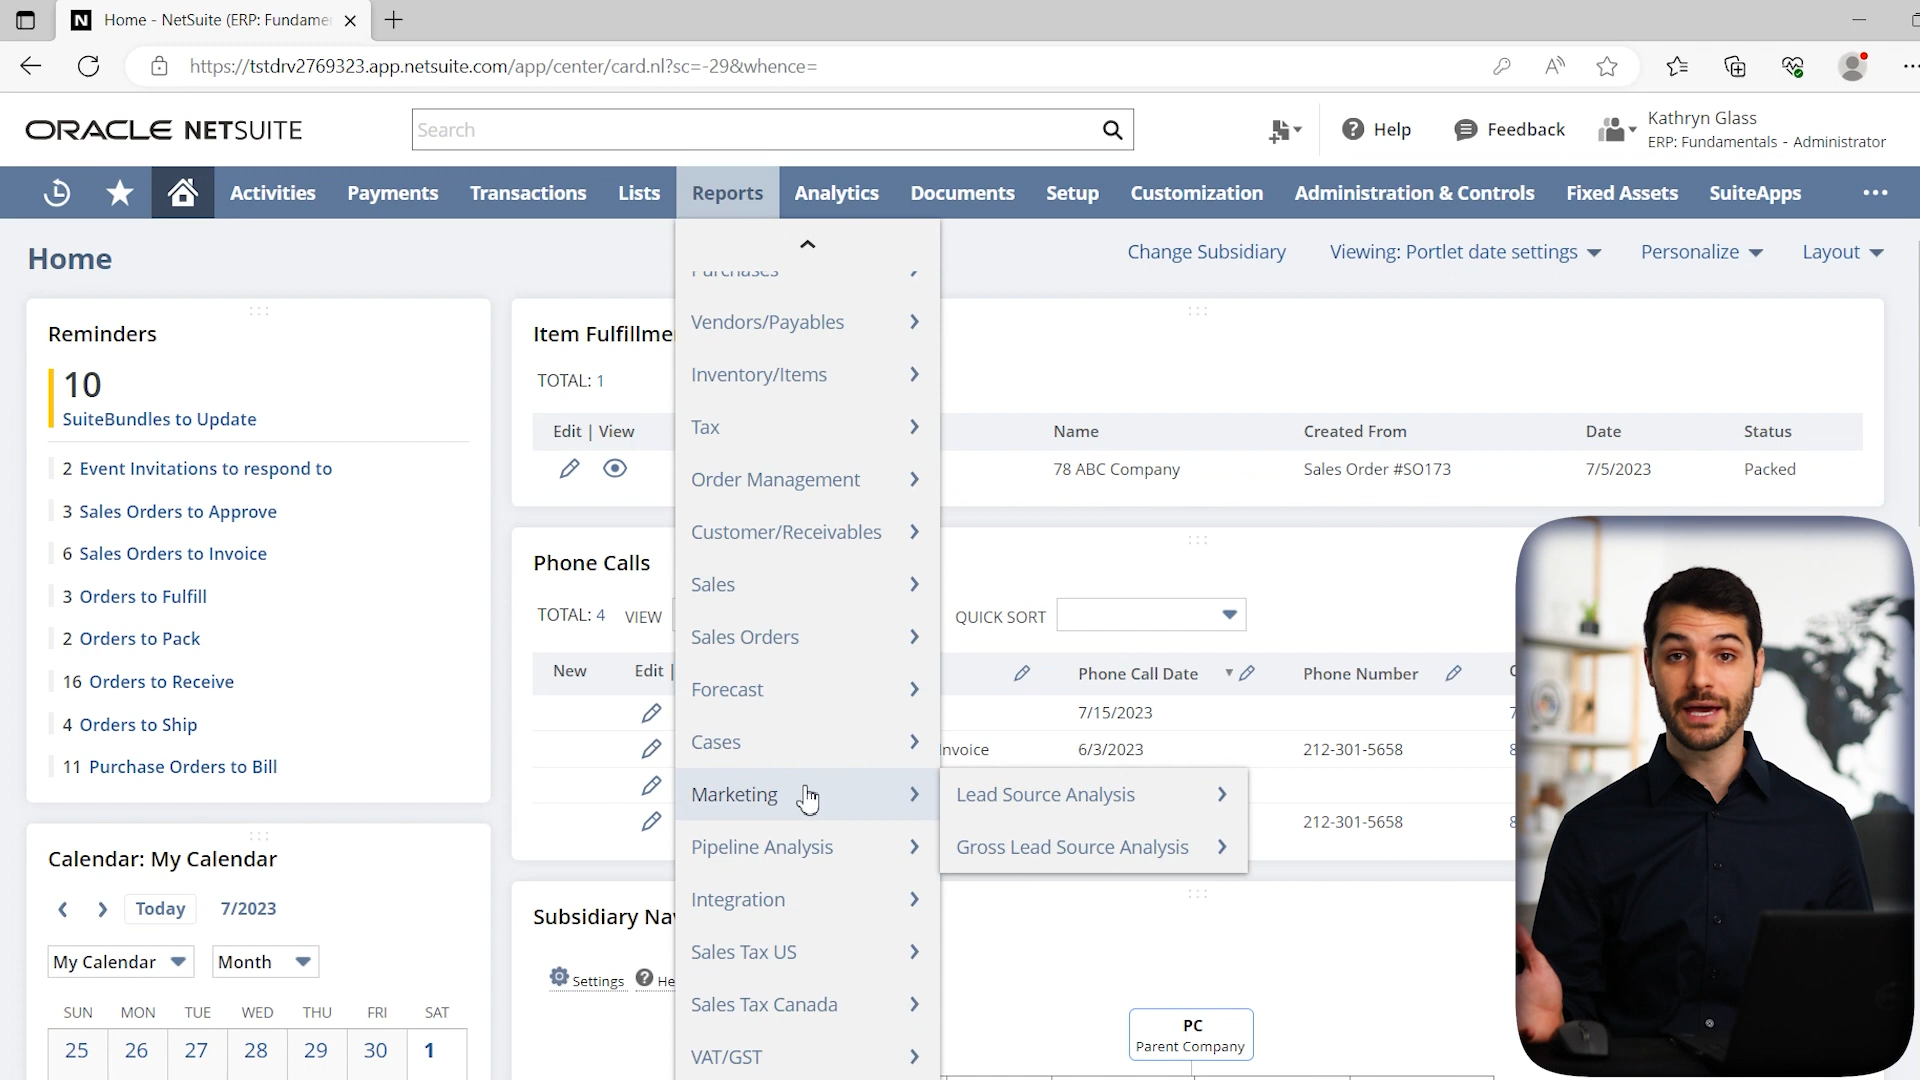 Home - NetSuite (ERP: Fundame
https://tstdrv2769323.app.netsuite.com/app/center/card.nl?sc=-29&whence=
ORACLE NETSUITE
Search
Help
Feedback
Kathryn Glass
ERP: Fundamentals - Administrator
Activities
Payments
Transactions
Lists
Reports
Analytics
Documents
Setup
Customization
Administration & Controls
Fixed Assets
SuiteApps
Home
Change Subsidiary
Viewing: Portlet date settings
Personalize
Layout
Reminders
10
SuiteBundles to Update
2 Event Invitations to respond to
3 Sales Orders to Approve
6 Sales Orders to Invoice
3 Orders to Fulfill
2 Orders to Pack
16 Orders to Receive
4 Orders to Ship
11 Purchase Orders to Bill
Calendar: My Calendar
Today
7/2023
My Calendar
Month
SUN MON TUE WED THU FRI SAT
25 26 27 28 29 30 1
Purchases
Vendors/Payables
Inventory/Items
Tax
Order Management
Customer/Receivables
Sales
Sales Orders
Forecast
Cases
Marketing
Pipeline Analysis
Integration
Sales Tax US
Sales Tax Canada
VAT/GST
Lead Source Analysis
Gross Lead Source Analysis
Item Fulfillme
TOTAL: 1
Edit | View
Name
Created From
Date
Status
78 ABC Company
Sales Order #SO173
7/5/2023
Packed
Phone Calls
TOTAL: 4
VIEW
QUICK SORT
New
Edit |
Phone Call Date
Phone Number
7/15/2023
nvoice
6/3/2023
212-301-5658
212-301-5658
Subsidiary Na
Settings
He
PC
Parent Company